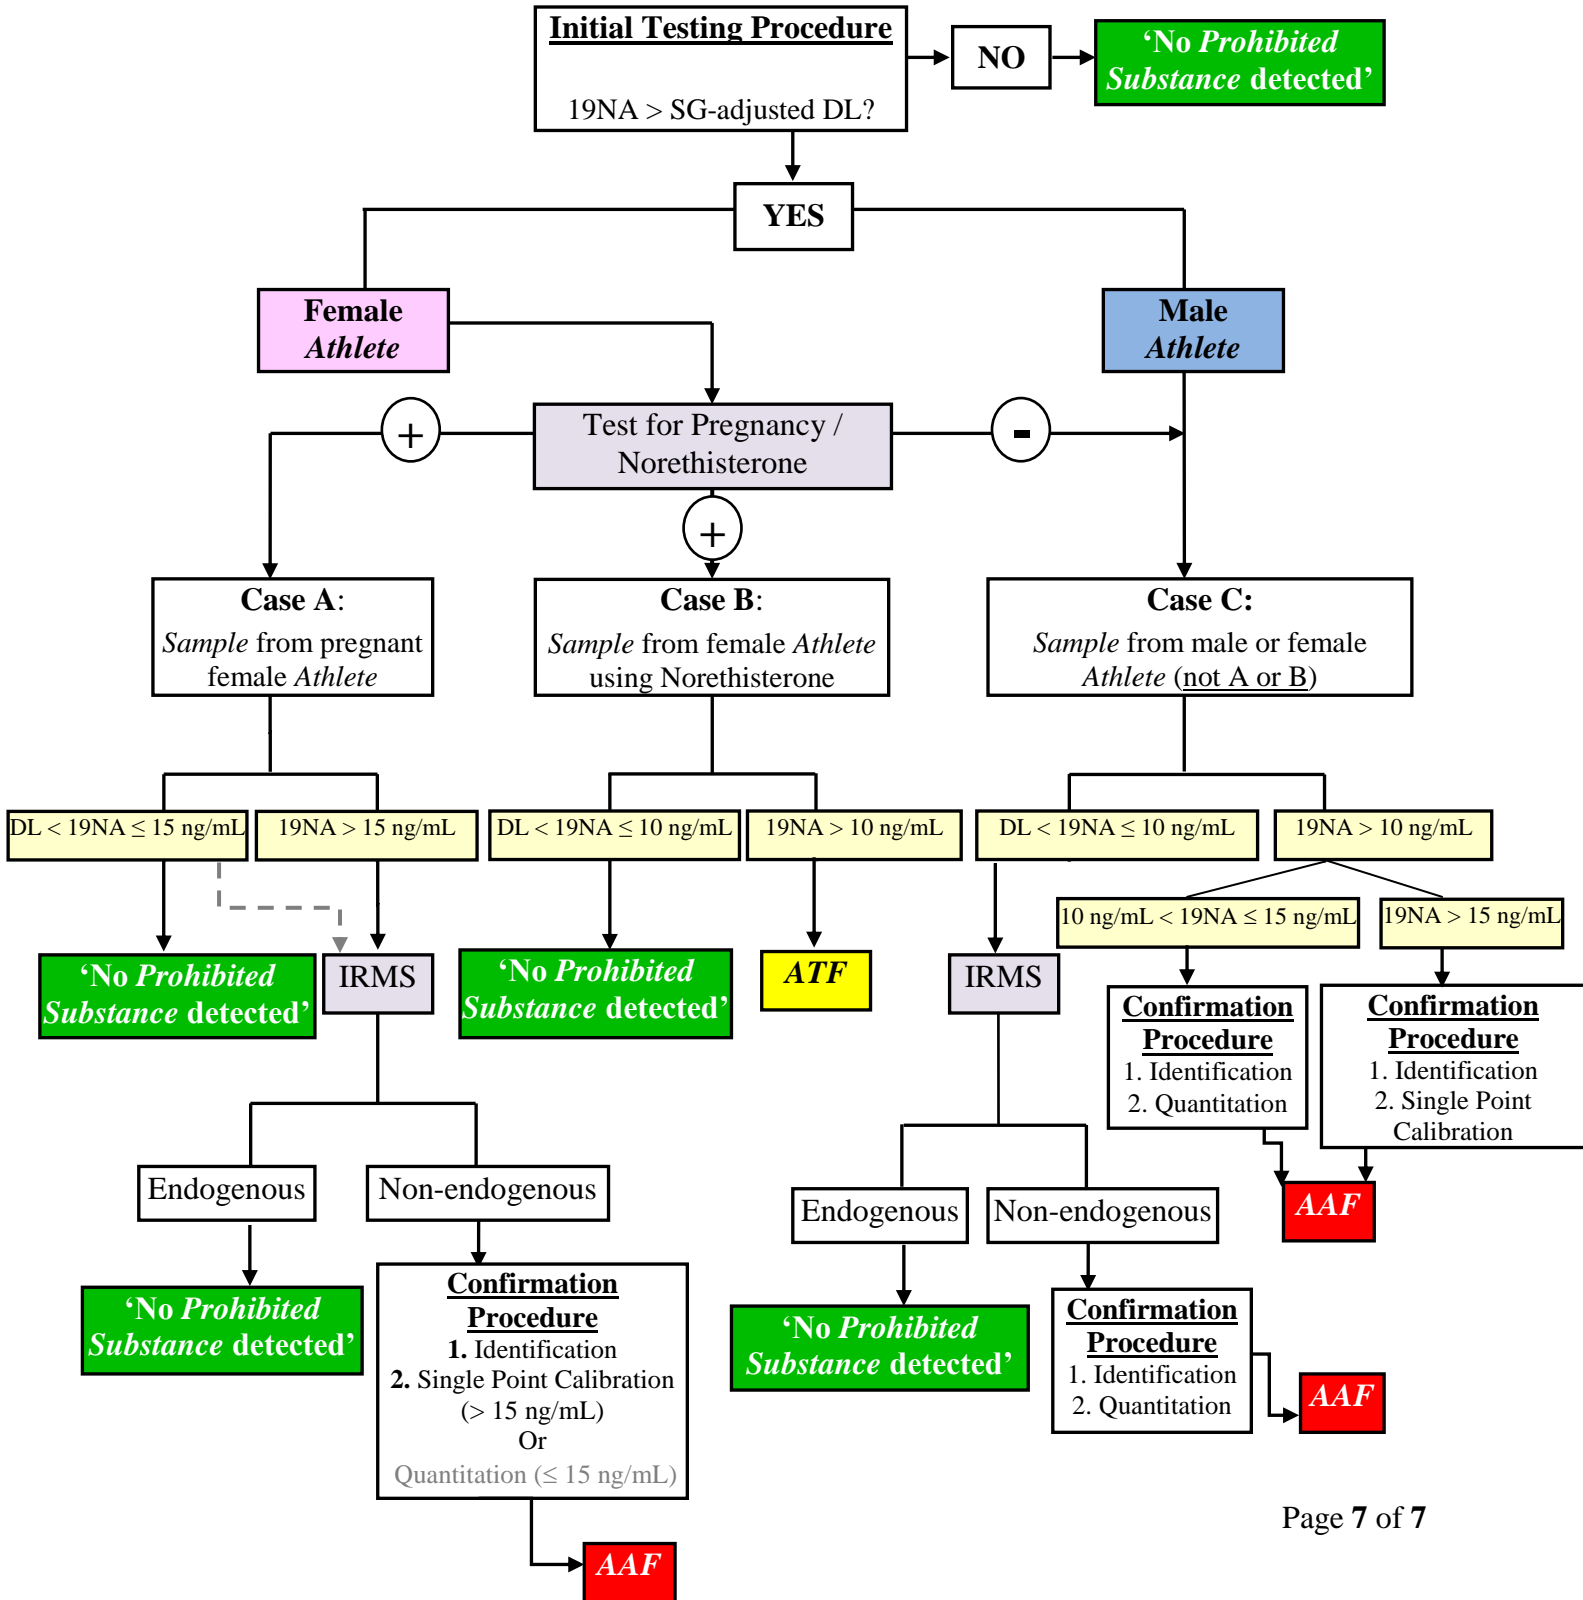 Initial Testing Procedure
19NA > SG-adjusted DL?
NO
‘No Prohibited
Substance detected’
YES
Female
Athlete
Male
Athlete
+
Test for Pregnancy /
Norethisterone
-
+
Case A:
Sample from pregnant
female Athlete
Case B:
Sample from female Athlete
using Norethisterone
Case C:
Sample from male or female
Athlete (not A or B)
DL < 19NA ≤ 15 ng/mL
19NA > 15 ng/mL
DL < 19NA ≤ 10 ng/mL
19NA > 10 ng/mL
DL < 19NA ≤ 10 ng/mL
19NA > 10 ng/mL
10 ng/mL < 19NA ≤ 15 ng/mL
19NA > 15 ng/mL
‘No Prohibited
Substance detected’
IRMS
‘No Prohibited
Substance detected’
ATF
IRMS
Confirmation
Procedure
1. Identification
2. Quantitation
Confirmation
Procedure
1. Identification
2. Single Point
Calibration
Endogenous
Non-endogenous
Endogenous
Non-endogenous
AAF
‘No Prohibited
Substance detected’
Confirmation
Procedure
1. Identification
2. Single Point Calibration
(> 15 ng/mL)
Or
Quantitation (≤ 15 ng/mL)
‘No Prohibited
Substance detected’
Confirmation
Procedure
1. Identification
2. Quantitation
AAF
AAF
Page 7 of 7